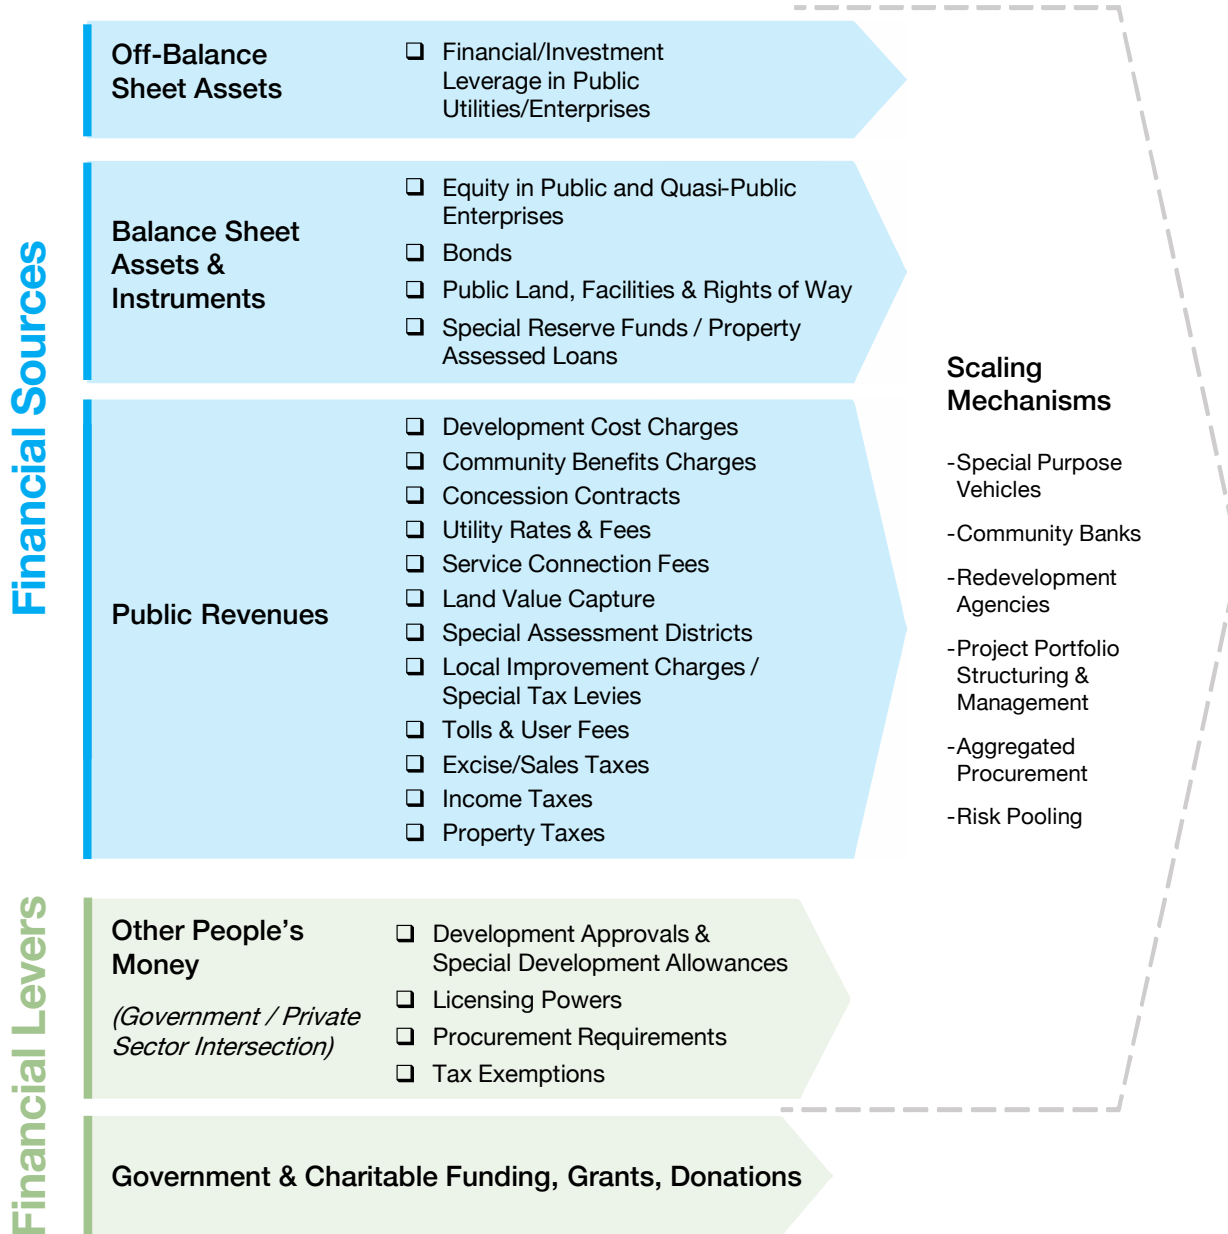 Financial Sources
Off-Balance
Sheet Assets
❑ Financial/Investment
Leverage in Public
Utilities/Enterprises
Balance Sheet
Assets &
Instruments
❑ Equity in Public and Quasi-Public
Enterprises
❑ Bonds
❑ Public Land, Facilities & Rights of Way
❑ Special Reserve Funds / Property
Assessed Loans
Public Revenues
❑ Development Cost Charges
❑ Community Benefits Charges
❑ Concession Contracts
❑ Utility Rates & Fees
❑ Service Connection Fees
❑ Land Value Capture
❑ Special Assessment Districts
❑ Local Improvement Charges /
Special Tax Levies
❑ Tolls & User Fees
❑ Excise/Sales Taxes
❑ Income Taxes
❑ Property Taxes
Financial Levers
Other People’s
Money
(Government / Private
Sector Intersection)
❑ Development Approvals &
Special Development Allowances
❑ Licensing Powers
❑ Procurement Requirements
❑ Tax Exemptions
Government & Charitable Funding, Grants, Donations
Scaling
Mechanisms
-Special Purpose
Vehicles
-Community Banks
-Redevelopment
Agencies
-Project Portfolio
Structuring &
Management
-Aggregated
Procurement
-Risk Pooling